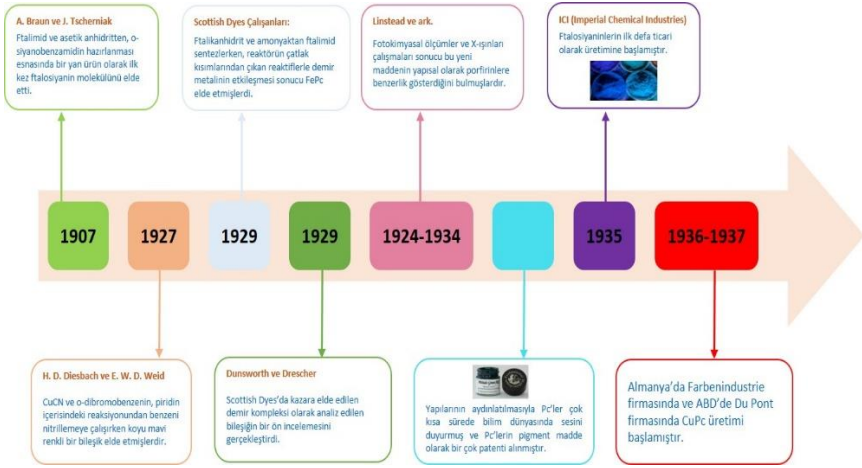 A. Braun ve J. Tscherniak
Ftalimid ve asetik anhidritten, o-
siyanobenzamidin hazırlanması
esnasında bir yan ürün olarak ilk
kez ftalosiyanin molekülünü elde
etti.
Scottish Dyes Çalışanları:
Ftalikanhidrit ve amonyaktan ftalimid
sentezlerken, reaktörün çatlak
kısımlarından çıkan reaktiflerle demir
metalinin etkileşmesi sonucu FePc
elde etmişlerdi.
Linstead ve ark.
Fotokimyasal ölçümler ve X-ışınları
çalışmaları sonucu bu yeni
maddenin yapısal olarak porfirinlere
benzerlik gösterdiğini bulmuşlardır.
ICI (Imperial Chemical Industries)
Ftalosiyaninlerin ilk defa ticari
olarak üretimine başlamıştır.
1907
1927
1929
1929
1924-1934
1935
1936-1937
H. D. Diesbach ve E. W. D. Weid
CuCN ve o-dibromobenzenin, piridin
içerisindeki reaksiyonundan benzeni
nitrillemeye çalışırken koyu mavi
renkli bir bileşik elde etmişlerdir.
Dunsworth ve Drescher
Scottish Dyes'da kazara elde edilen
demir kompleksi olarak analiz edilen
bileşiğin bir ön incelemesini
gerçekleştirdi.
Yapılarının aydınlatılmasıyla Pc'ler çok
kısa sürede bilim dünyasında sesini
duyurmuş ve Pc'lerin pigment madde
olarak bir çok patenti alınmıştır.
Almanya'da Farbenindustrie
firmasında ve ABD'de Du Pont
firmasında CuPc üretimi
başlamıştır.